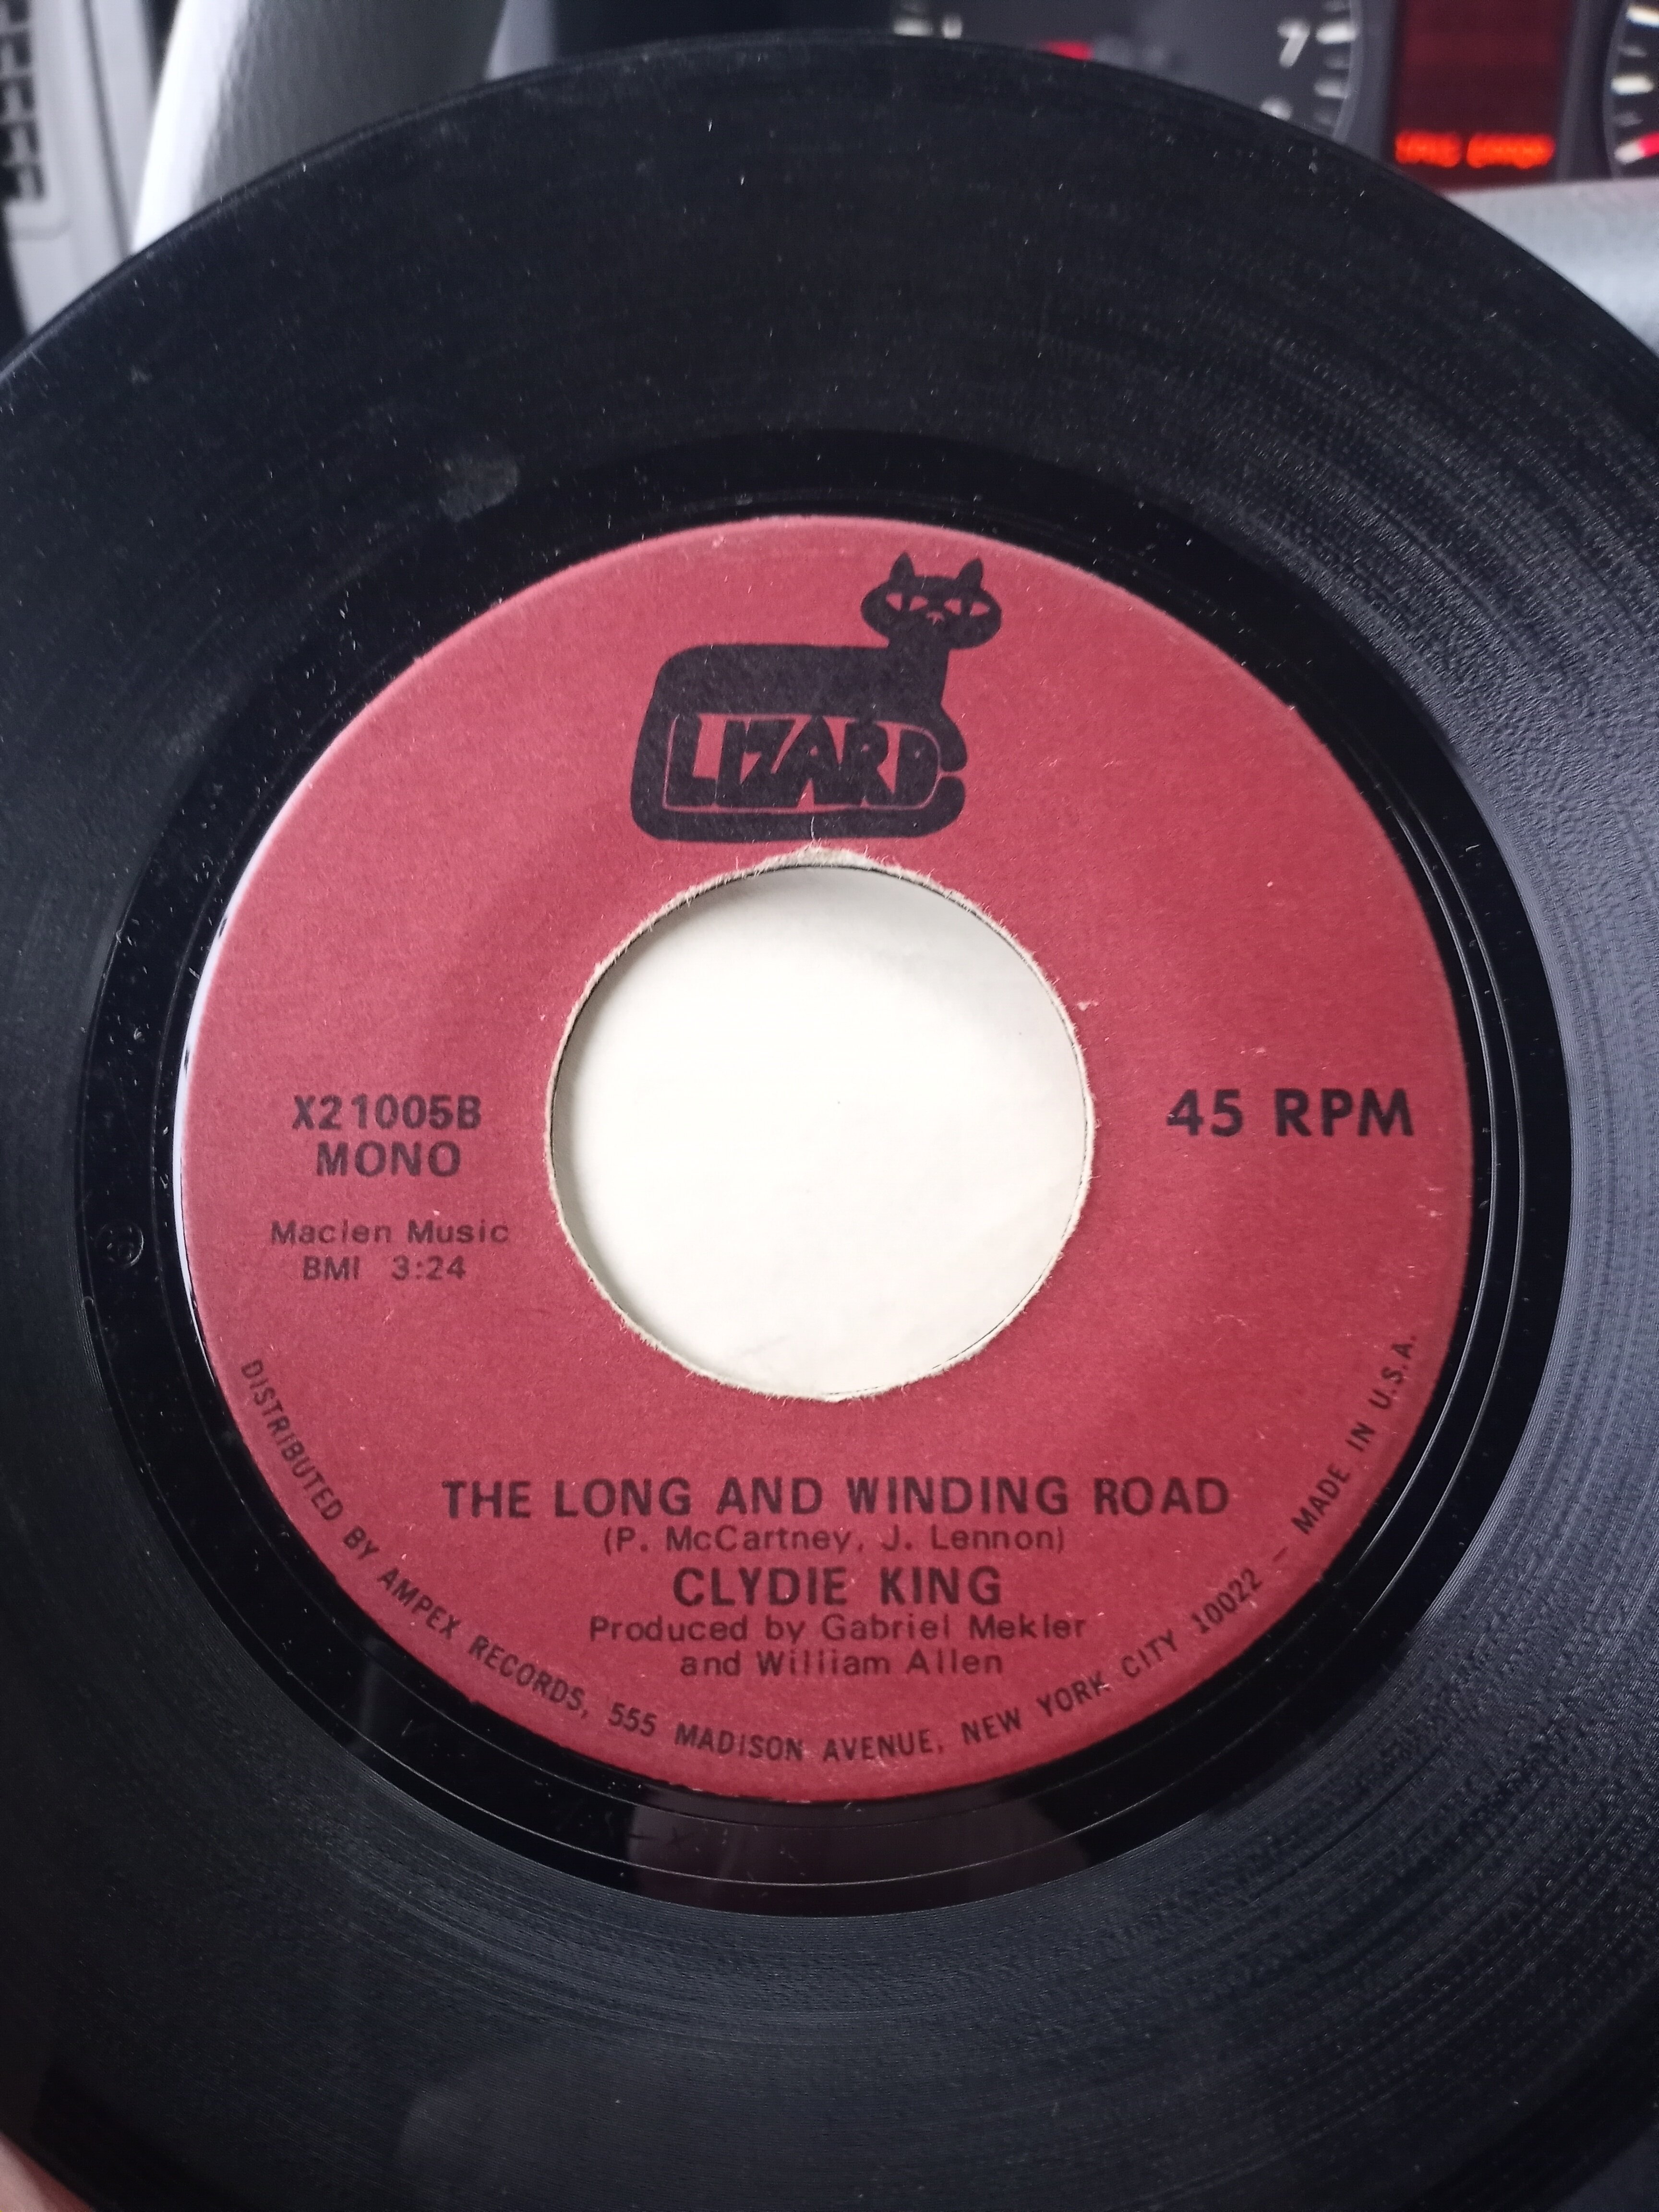 7
LIZARD
X21005B
MONO
45 RPM
Maclen Music
BMI 3:24
THE LONG AND WINDING ROAD
(P. McCartney, J. Lennon)
CLYDIE KING
Produced by Gabriel Mekler
and William Allen
DISTRIBUTED BY AMPEX RECORDS, 555 MADISON AVENUE, NEW YORK CITY 10022 - MADE IN U.S.A.